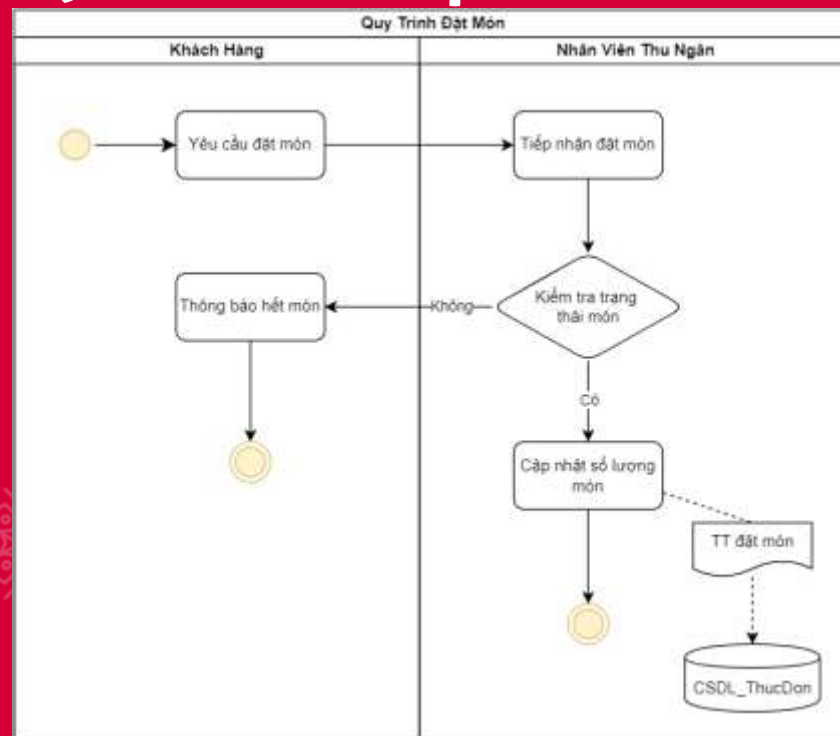 Quy Trình Đặt Món
Khách Hàng
Nhân Viên Thu Ngân
Yêu cầu đặt món
Tiếp nhận đặt món
Thông báo hết món
Không
Kiểm tra trạng
thái món
Có
Cập nhật số lượng
món
TT đặt món
CSDL_ThucDon